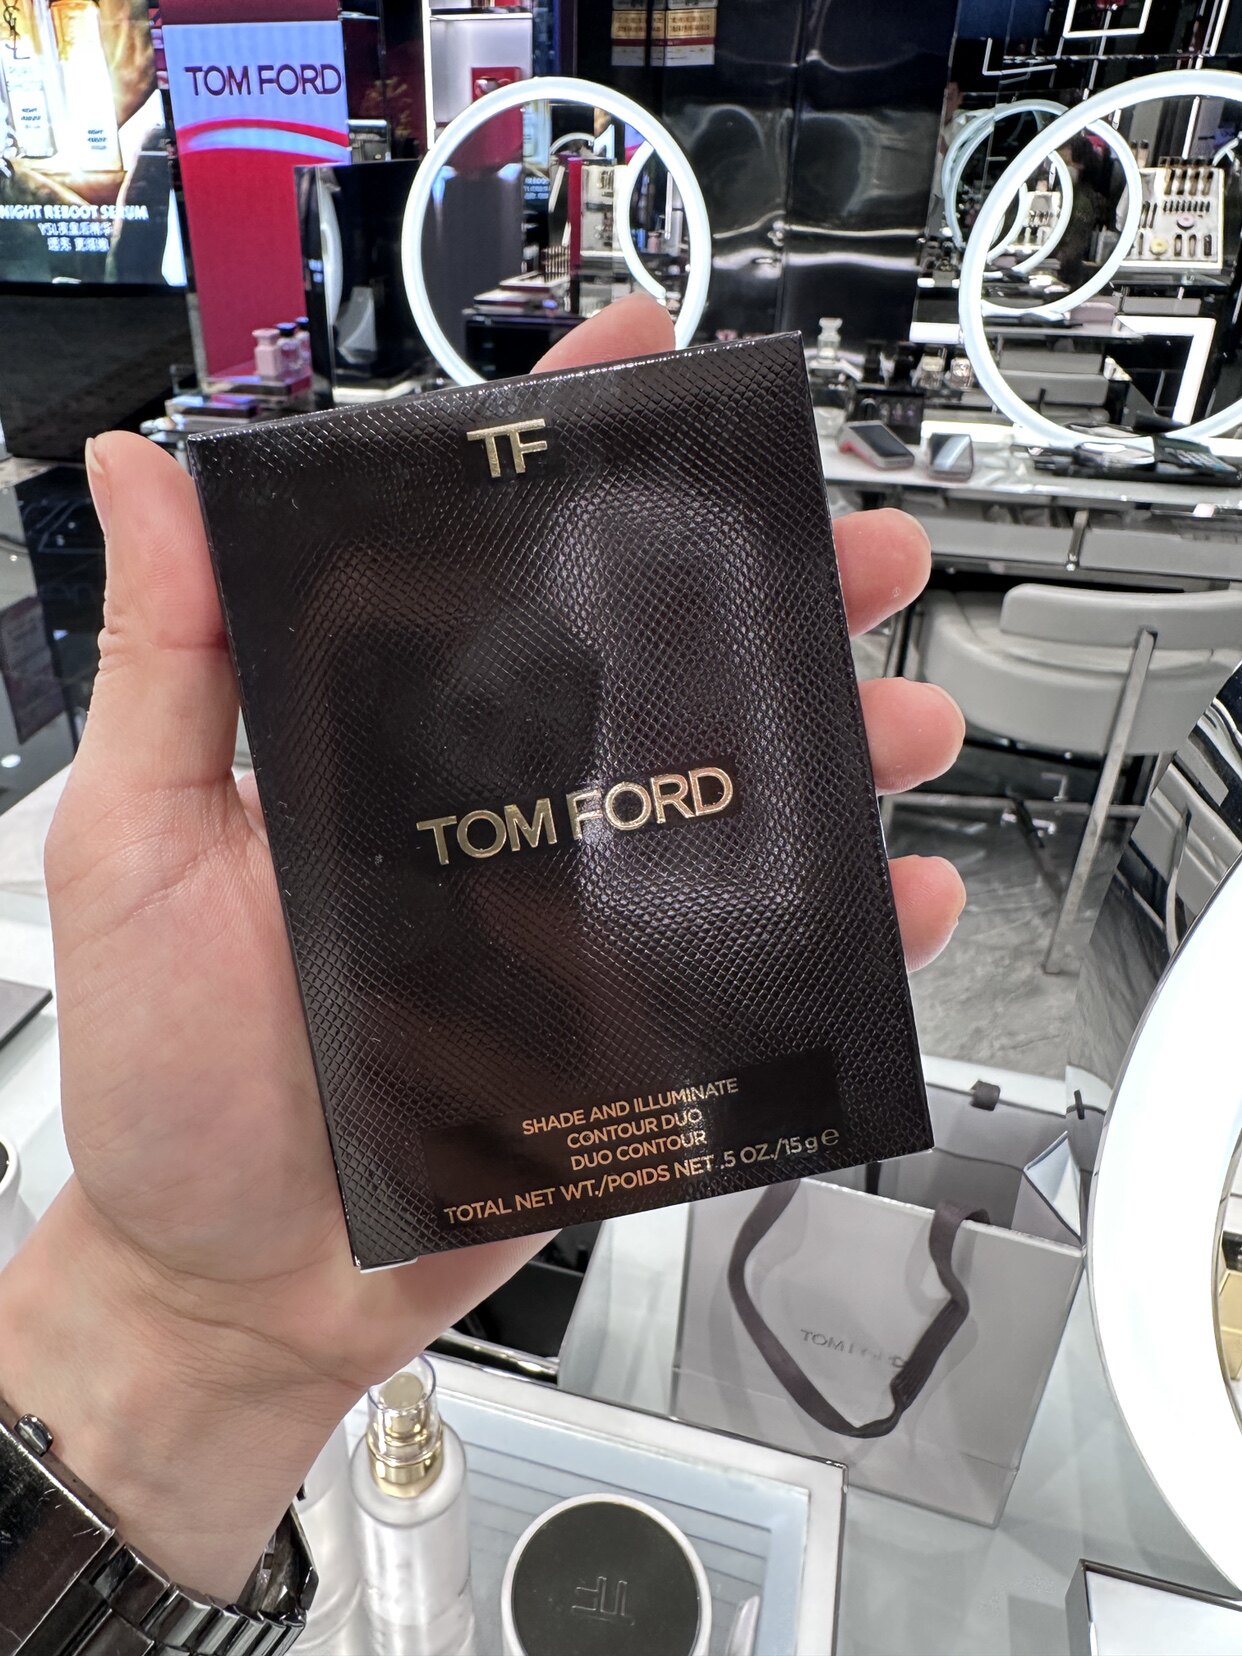 TOM FORD
NIGHT REBOOT SERUM
TF
TOM FORD
SHADE AND ILLUMINATE
CONTOUR DUO
DUO CONTOUR
TOTAL NET WT./POIDS NET .5 OZ./15 g e
TOM FORD
TF